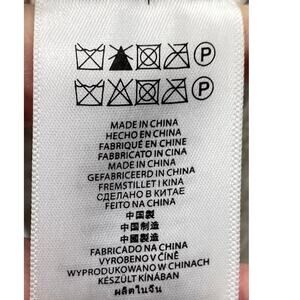 P
P
MADE IN CHINA
HECHO EN CHINA
FABRIQUÉ EN CHINE
FABBRICATO IN CINA
MADE IN CHINA
GEFABRICEERD IN CHINA
FREMSTILLET I KINA
СДЕЛАНО В КИТАЕ
FEITO NA CHINA
中国製
中国制造
中國製造
FABRICADO NA CHINA
VYROBENO V ČÍNĚ
WYPRODUKOWANO W CHINACH
KÉSZÜLT KÍNÁBAN
ผลิตในจีน